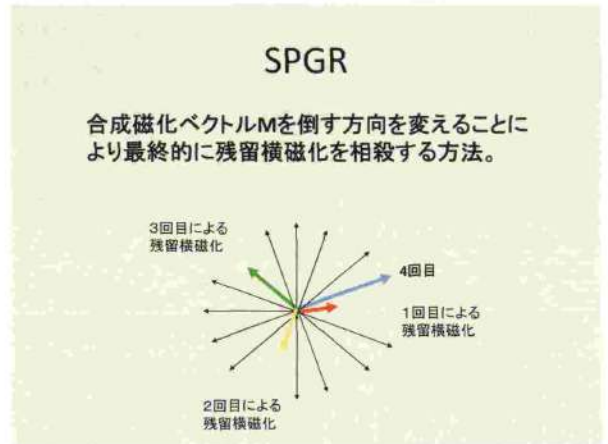 SPGR
合成磁化ベクトルMを倒す方向を変えることに
より最終的に残留横磁化を相殺する方法。
3回目による
残留横磁化
4回目
1回目による
残留横磁化
2回目による
残留横磁化